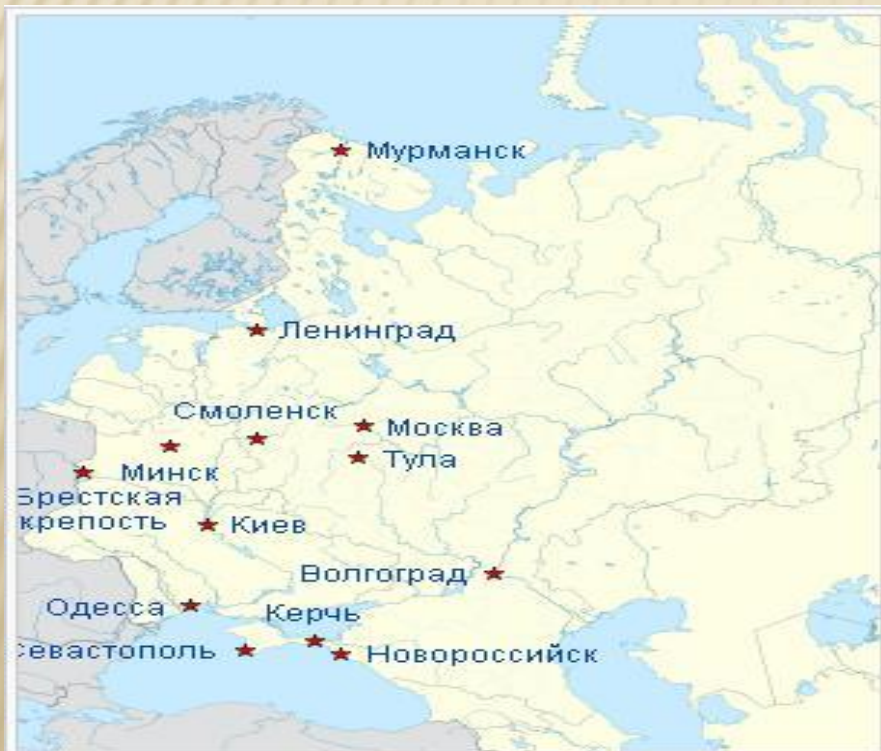 Мурманск
Ленинград
Смоленск
Москва
Минск
Тула
Брестская
крепость
Киев
Волгоград
Одесса
Керчь
Севастополь
Новороссийск